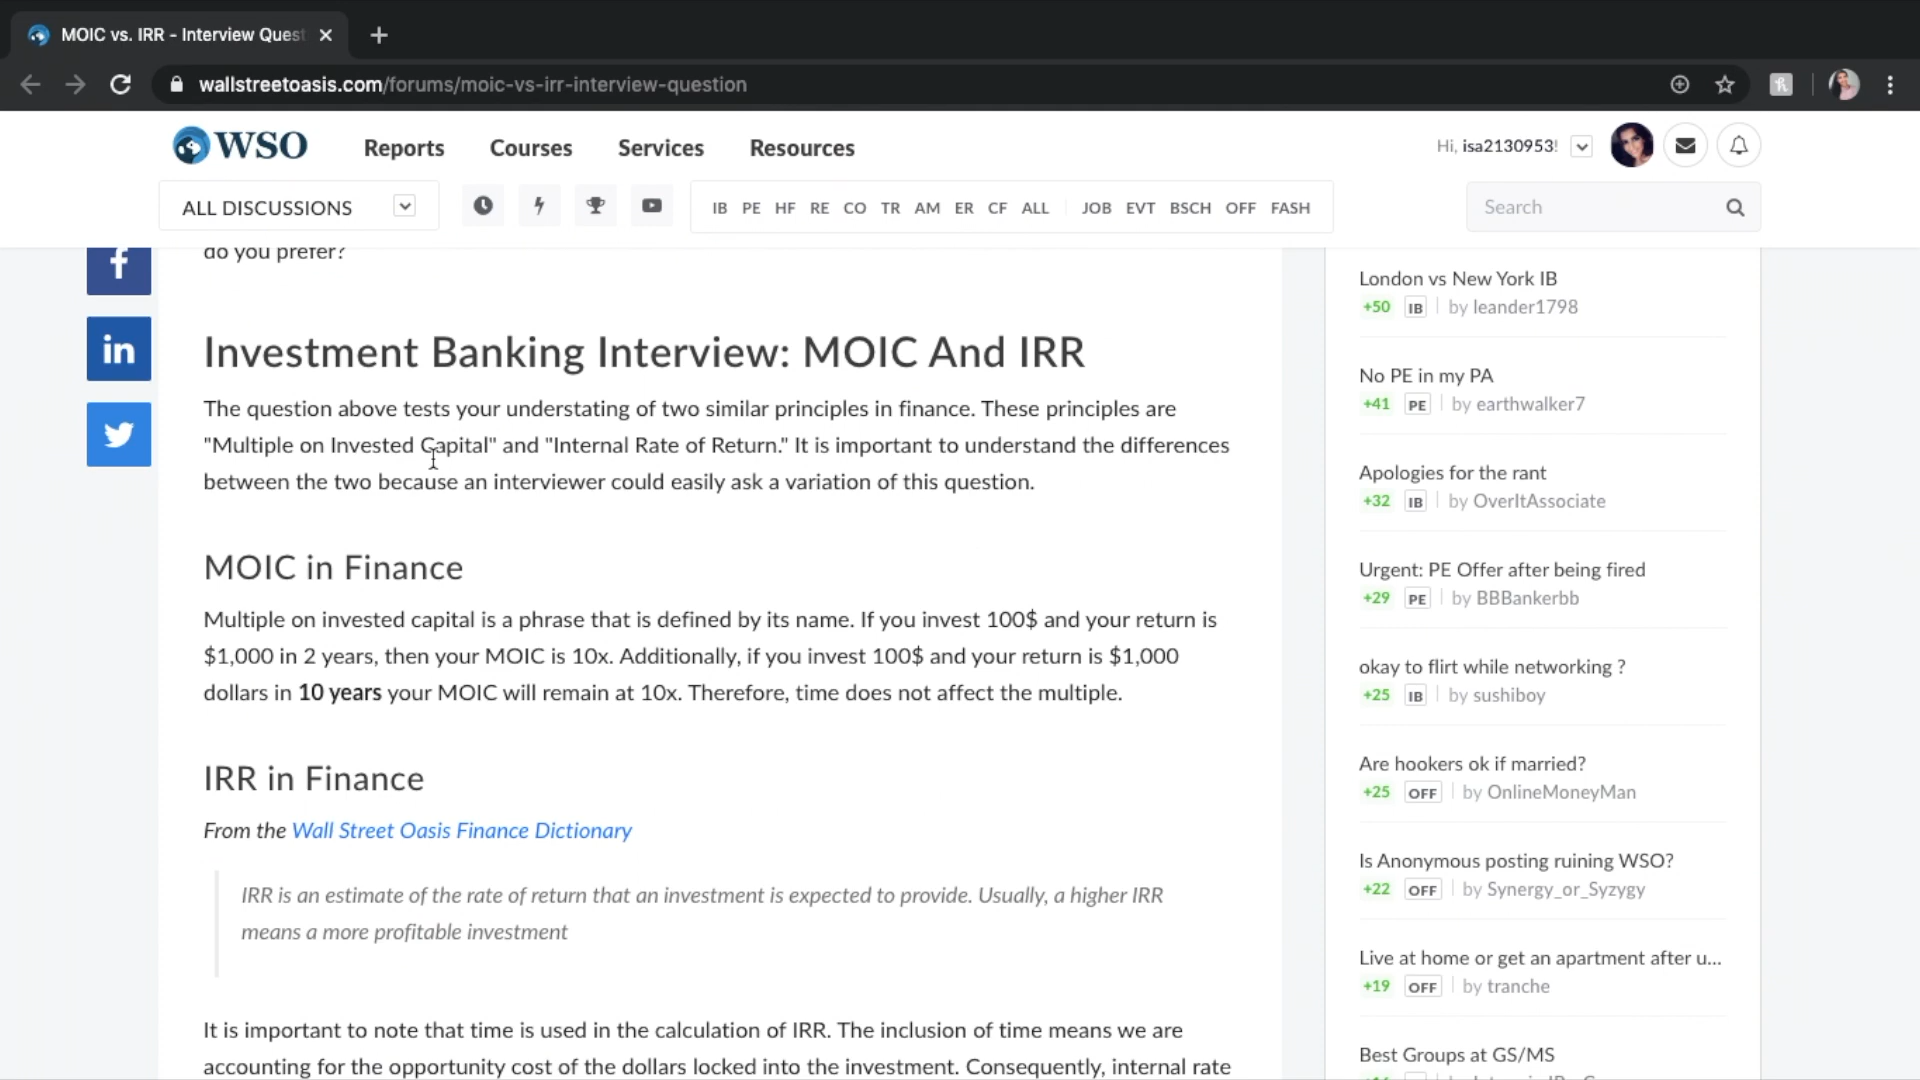 MOIC vs. IRR - Interview Quest
wallstreetoasis.com/forums/moic-vs-irr-interview-question
WSO
Reports Courses Services Resources
Hi, isa2130953!
ALL DISCUSSIONS
IB PE HF RE CO TR AM ER CF ALL JOB EVT BSCH OFF FASH
Search
do you prefer?
Investment Banking Interview: MOIC And IRR
The question above tests your understating of two similar principles in finance. These principles are
"Multiple on Invested Capital" and "Internal Rate of Return." It is important to understand the differences
between the two because an interviewer could easily ask a variation of this question.
MOIC in Finance
Multiple on invested capital is a phrase that is defined by its name. If you invest 100$ and your return is
$1,000 in 2 years, then your MOIC is 10x. Additionally, if you invest 100$ and your return is $1,000
dollars in 10 years your MOIC will remain at 10x. Therefore, time does not affect the multiple.
IRR in Finance
From the Wall Street Oasis Finance Dictionary
IRR is an estimate of the rate of return that an investment is expected to provide. Usually, a higher IRR
means a more profitable investment
It is important to note that time is used in the calculation of IRR. The inclusion of time means we are
accounting for the opportunity cost of the dollars locked into the investment. Consequently, internal rate
f
in
London vs New York IB
+50 IB by leander1798
No PE in my PA
+41 PE by earthwalker7
Apologies for the rant
+32 IB by OverItAssociate
Urgent: PE Offer after being fired
+29 PE by BBBankerbb
okay to flirt while networking ?
+25 IB by sushiboy
Are hookers ok if married?
+25 OFF by OnlineMoneyMan
Is Anonymous posting ruining WSO?
+22 OFF by Synergy_or_Syzygy
Live at home or get an apartment after u...
+19 OFF by tranche
Best Groups at GS/MS